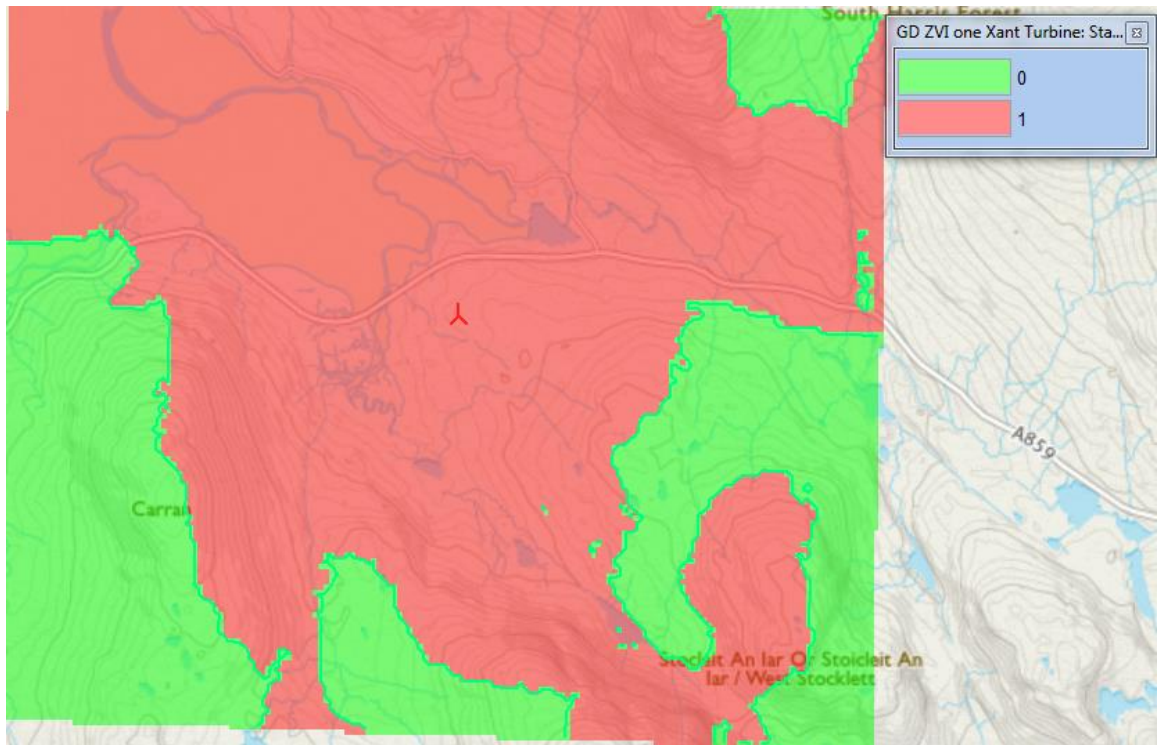 South Harris Forest
GD ZVI one Xant Turbine: Sta...
0
1
A859
Carran
Stocleit An Iar Or Stoicleit An
Iar / West Stocklett